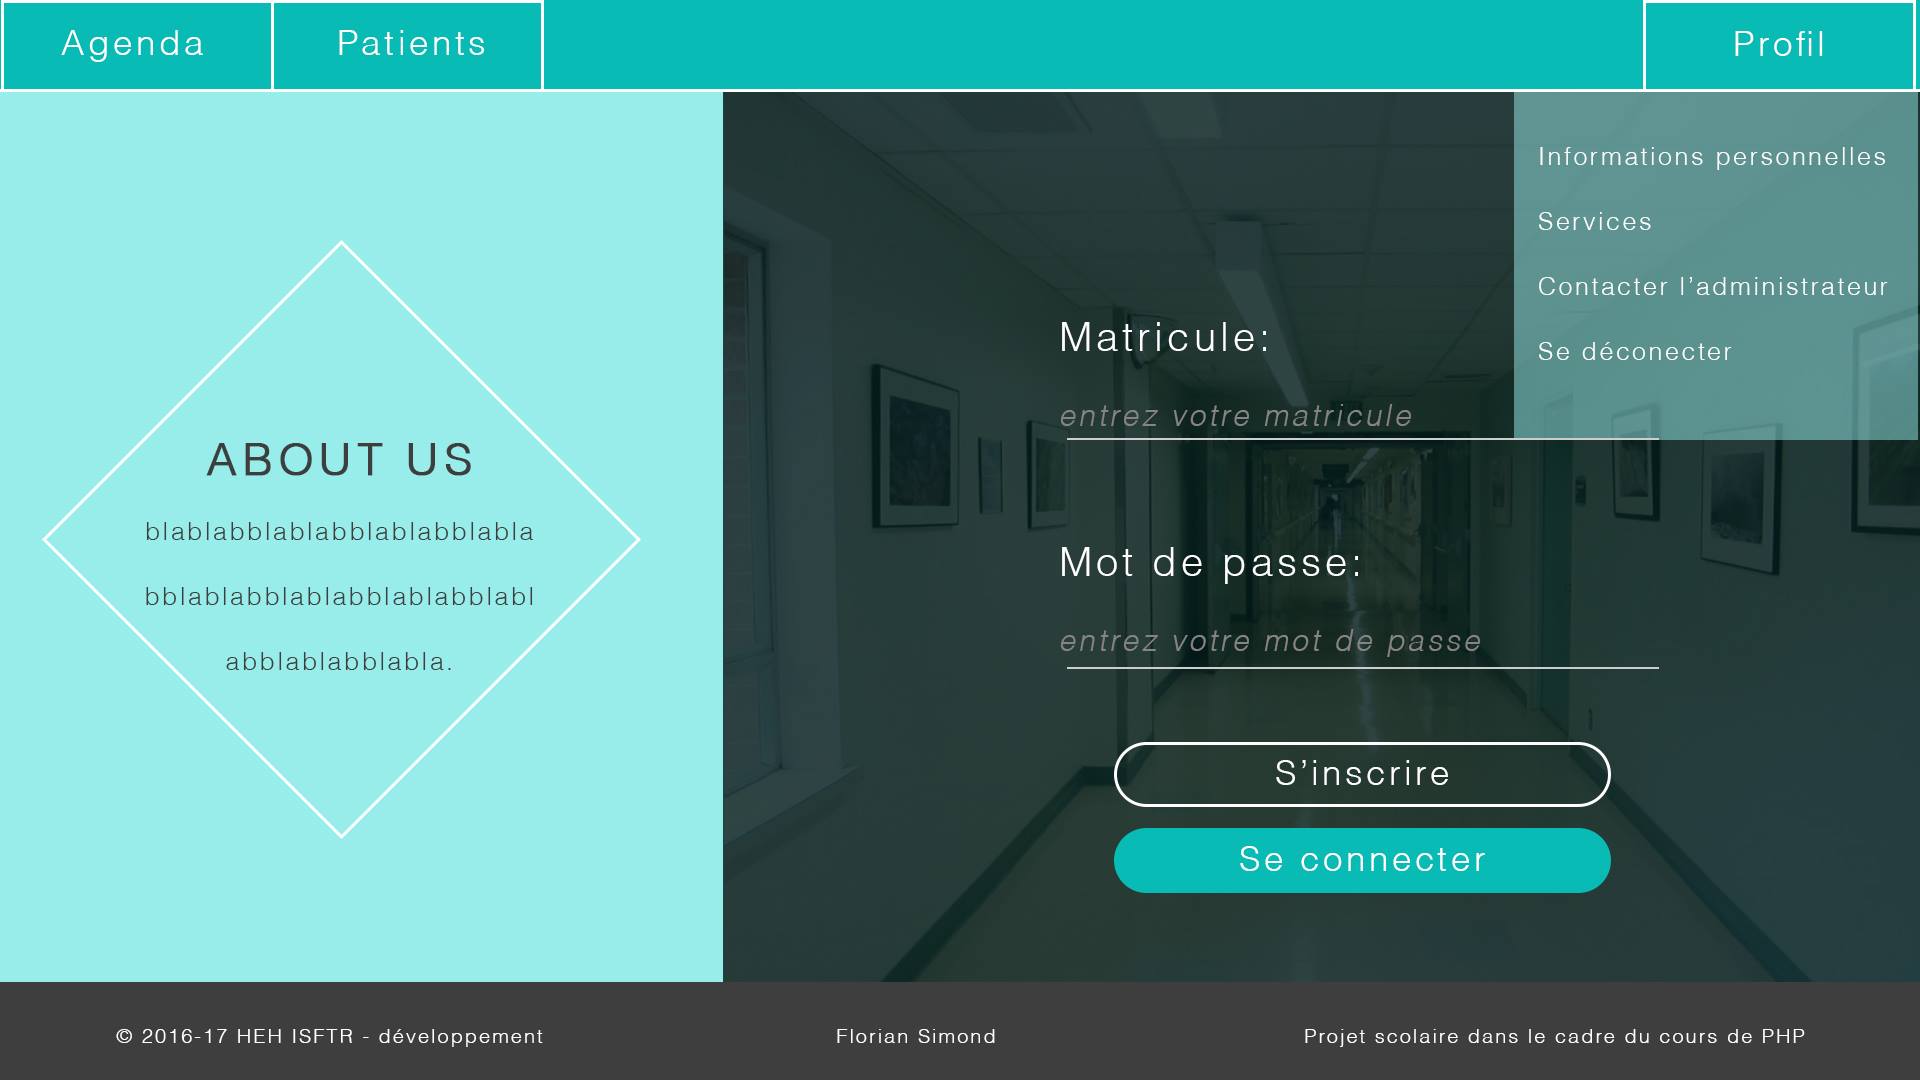 Agenda
Patients
Profil
Informations personnelles
Services
Contacter l’administrateur
Se déconecter
ABOUT US
blablabblablabblablabblabla
bblablabblablabblablabblabl
abblablabblabla.
Matricule:
entrez votre matricule
Mot de passe:
entrez votre mot de passe
S’inscrire
Se connecter
© 2016-17 HEH ISFTR - développement
Florian Simond
Projet scolaire dans le cadre du cours de PHP